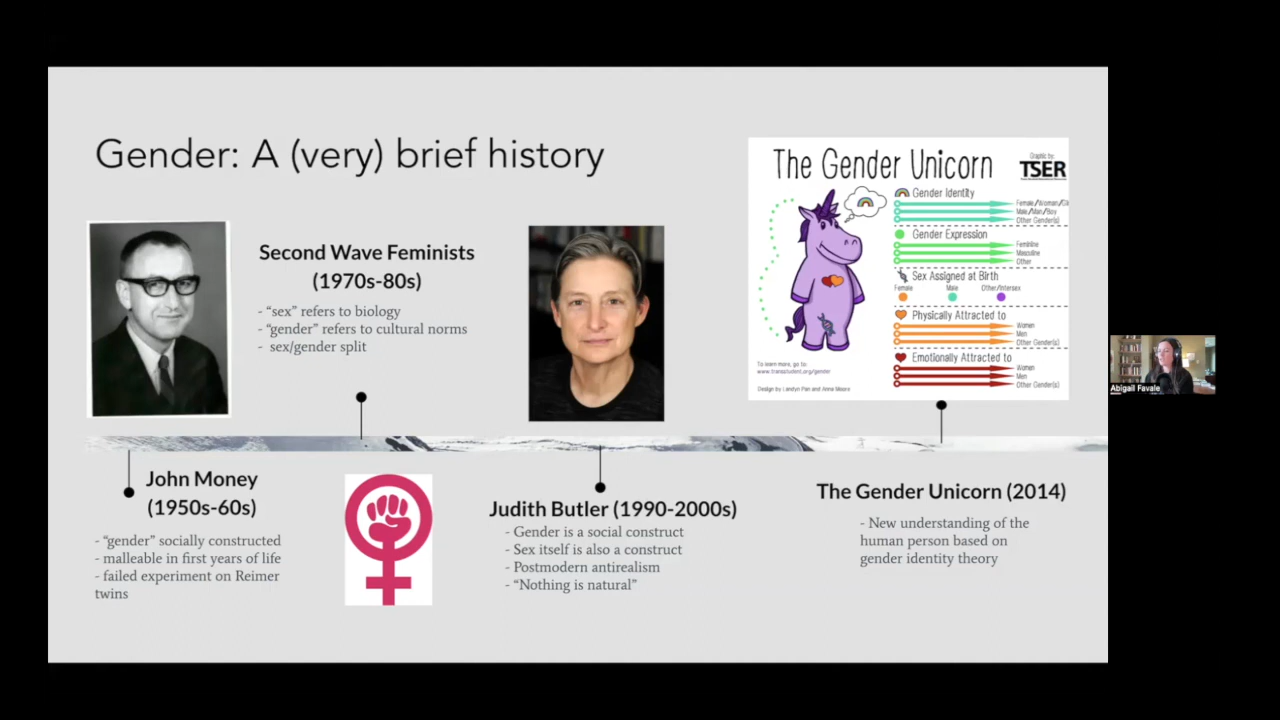 Gender: A (very) brief history
Second Wave Feminists
(1970s-80s)
- “sex” refers to biology
- “gender” refers to cultural norms
- sex/gender split
The Gender Unicorn
Graphic by:
TSER
Gender Identity
Female/Woman/
Male/Man/Boy
Other Gender(s)
Gender Expression
Feminine
Masculine
Other
Sex Assigned at Birth
Female Male Other/Intersex
Physically Attracted to
Women
Men
Other Gender(s)
Emotionally Attracted to
Women
Men
Other Gender(s)
To learn more, go to:
www.transstudent.org/gender
Design by Landyn Pan and Anna Moore
Abigail Favale
John Money
(1950s-60s)
- “gender” socially constructed
- malleable in first years of life
- failed experiment on Reimer
twins
Judith Butler (1990-2000s)
- Gender is a social construct
- Sex itself is also a construct
- Postmodern antirealism
- “Nothing is natural”
The Gender Unicorn (2014)
- New understanding of the
human person based on
gender identity theory